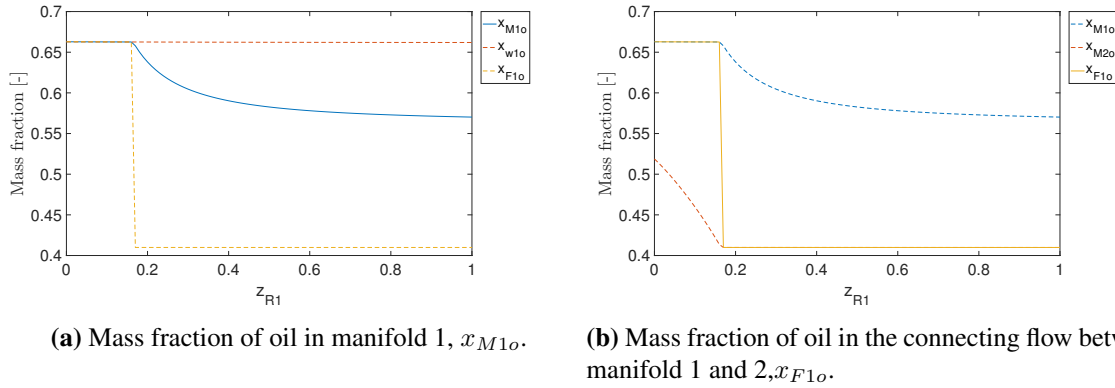 0.7
0.65
0.6
0.55
0.5
0.45
0.4
Mass fraction [-]
0 0.2 0.4 0.6 0.8 1
z_R1
x_M1o
x_w1o
x_F1o
(a) Mass fraction of oil in manifold 1, x_M1o.
0.7
0.65
0.6
0.55
0.5
0.45
0.4
Mass fraction [-]
0 0.2 0.4 0.6 0.8 1
z_R1
x_M1o
x_M2o
x_F1o
(b) Mass fraction of oil in the connecting flow betw
manifold 1 and 2,x_F1o.